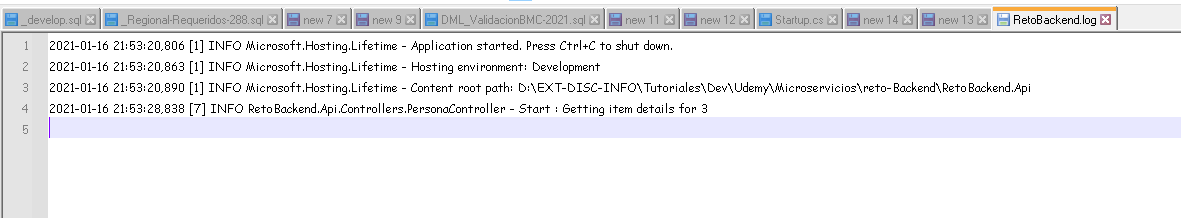 _develop.sql _Regional-Requeridos-288.sql new 7 new 9 DML_ValidacionBMC-2021.sql new 11 new 12 Startup.cs new 14 new 13 RetoBackend.log
1 2021-01-16 21:53:20,806 [1] INFO Microsoft.Hosting.Lifetime - Application started. Press Ctrl+C to shut down.
2 2021-01-16 21:53:20,863 [1] INFO Microsoft.Hosting.Lifetime - Hosting environment: Development
3 2021-01-16 21:53:20,890 [1] INFO Microsoft.Hosting.Lifetime - Content root path: D:\EXT-DISC-INFO\Tutoriales\Dev\Udemy\Microservicios\reto-Backend\RetoBackend.Api
4 2021-01-16 21:53:28,838 [7] INFO RetoBackend.Api.Controllers.PersonaController - Start : Getting item details for 3
5